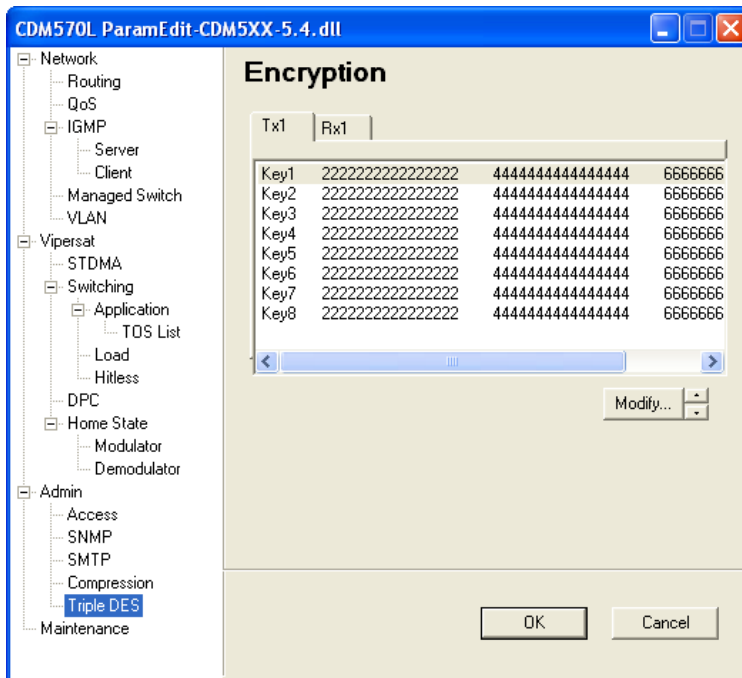 CDM570L ParamEdit-CDM5XX-5.4.dll
Network
Routing
QoS
IGMP
Server
Client
Managed Switch
VLAN
Vipersat
STDMA
Switching
Application
TOS List
Load
Hitless
DPC
Home State
Modulator
Demodulator
Admin
Access
SNMP
SMTP
Compression
Triple DES
Maintenance
Encryption
Tx1 Rx1
Key1 2222222222222222 4444444444444444 6666666
Key2 2222222222222222 4444444444444444 6666666
Key3 2222222222222222 4444444444444444 6666666
Key4 2222222222222222 4444444444444444 6666666
Key5 2222222222222222 4444444444444444 6666666
Key6 2222222222222222 4444444444444444 6666666
Key7 2222222222222222 4444444444444444 6666666
Key8 2222222222222222 4444444444444444 6666666
Modify...
OK Cancel